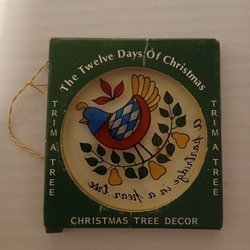 The Twelve Days Of Christmas
TRIM A TREE
a partridge in a pear tree
TRIM A TREE
CHRISTMAS TREE DECOR